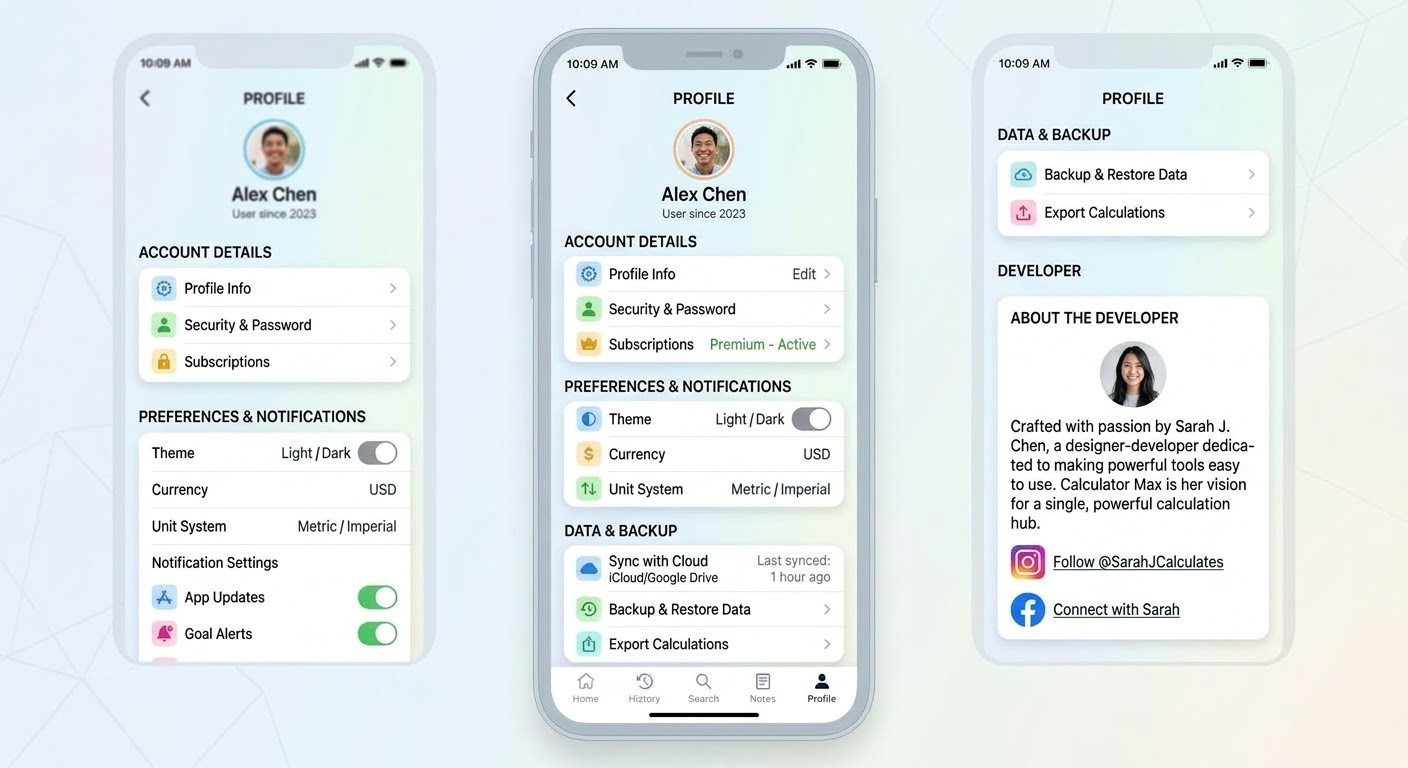 10:09 AM
PROFILE
Alex Chen
User since 2023
ACCOUNT DETAILS
Profile Info
Security & Password
Subscriptions
PREFERENCES & NOTIFICATIONS
Theme Light / Dark
Currency USD
Unit System Metric / Imperial
Notification Settings
App Updates
Goal Alerts
10:09 AM
PROFILE
Alex Chen
User since 2023
ACCOUNT DETAILS
Profile Info Edit
Security & Password
Subscriptions Premium - Active
PREFERENCES & NOTIFICATIONS
Theme Light / Dark
$ Currency USD
Unit System Metric / Imperial
DATA & BACKUP
Sync with Cloud Last synced:
iCloud/Google Drive 1 hour ago
Backup & Restore Data
Export Calculations
Home Hiztory Search Notes Profile
10:09 AM
PROFILE
DATA & BACKUP
Backup & Restore Data
Export Calculations
DEVELOPER
ABOUT THE DEVELOPER
Crafted with passion by Sarah J.
Chen, a designer-developer dedica-
ted to making powerful tools easy
to use. Calculator Max is her vision
for a single, powerful calculation
hub.
Follow @SarahJCalculates
Connect with Sarah